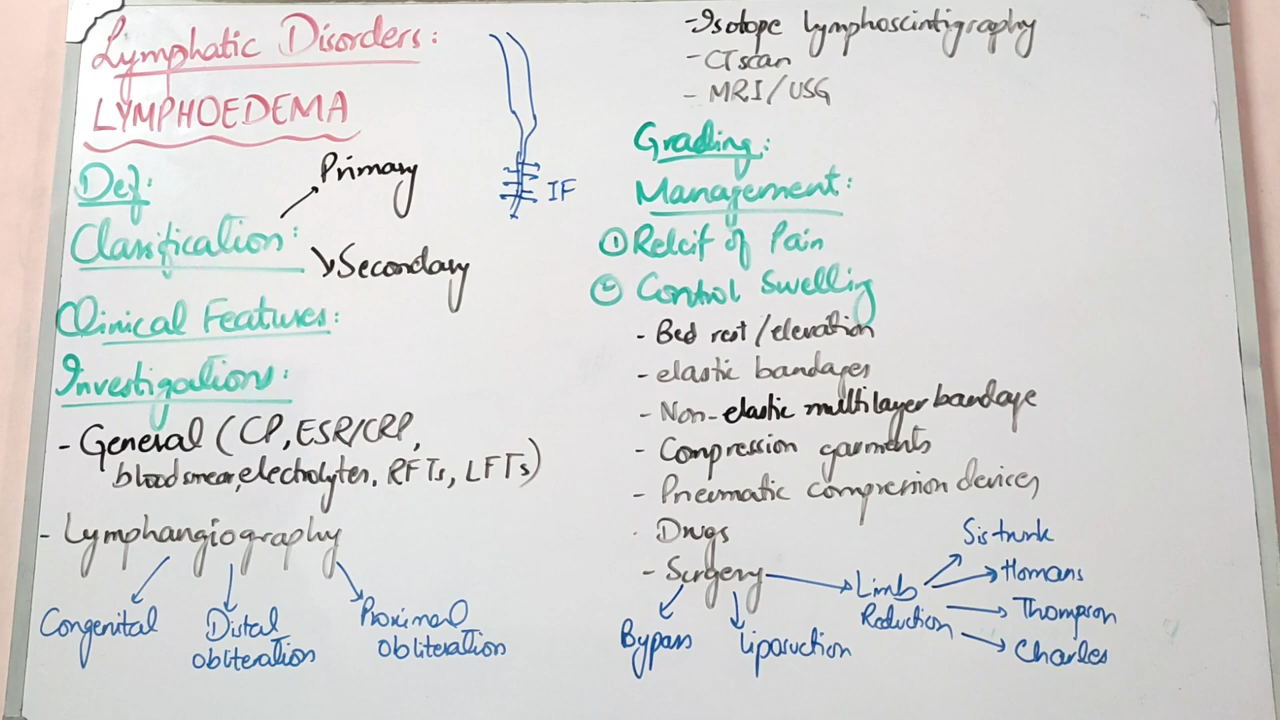 Lymphatic Disorders:
LYMPHOEDEMA
Def:
Classification:
Primary
Secondary
IF
Clinical Features:
Investigations:
- General (CP, ESR/CRP,
blood smear, electrolytes, RFTs, LFTs)
- Lymphangiography
Congenital
Distal
obliteration
Proximal
obliteration
- Isotope lymphoscintigraphy
- CT scan
- MRI/USG
Grading:
Management:
① Releif of Pain
② Control Swelling
- Bed rest/elevation
- elastic bandages
- Non-elastic multilayer bandage
- Compression garments
- Pneumatic compression devices
- Drugs
- Surgery
Bypass
liposuction
Limb
Reduction
Sistrunk
Homans
Thompson
Charles